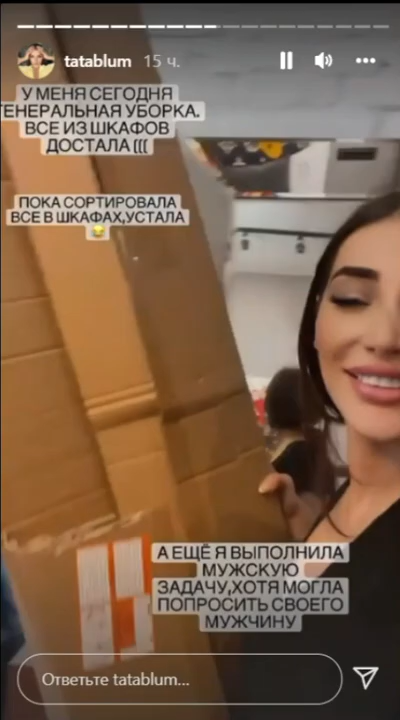 tatablum 15 ч.
У МЕНЯ СЕГОДНЯ
ГЕНЕРАЛЬНАЯ УБОРКА.
ВСЕ ИЗ ШКАФОВ
ДОСТАЛА (((
ПОКА СОРТИРОВАЛА
ВСЕ В ШКАФАХ,УСТАЛА
А ЕЩЁ Я ВЫПОЛНИЛА
МУЖСКУЮ
ЗАДАЧУ,ХОТЯ МОГЛА
ПОПРОСИТЬ СВОЕГО
МУЖЧИНУ
Ответьте tatablum...